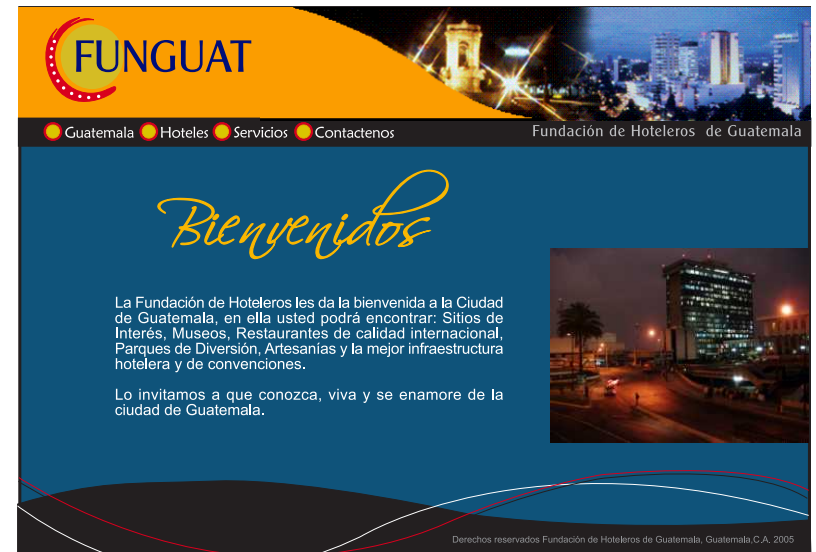 FUNGUAT
Guatemala Hoteles Servicios Contactenos
Fundación de Hoteleros de Guatemala
Bienvenidos
La Fundación de Hoteleros les da la bienvenida a la Ciudad
de Guatemala, en ella usted podrá encontrar: Sitios de
Interés, Museos, Restaurantes de calidad internacional,
Parques de Diversión, Artesanías y la mejor infraestructura
hotelera y de convenciones.
Lo invitamos a que conozca, viva y se enamore de la
ciudad de Guatemala.
Derechos reservados Fundación de Hoteleros de Guatemala, Guatemala,C,A, 2005